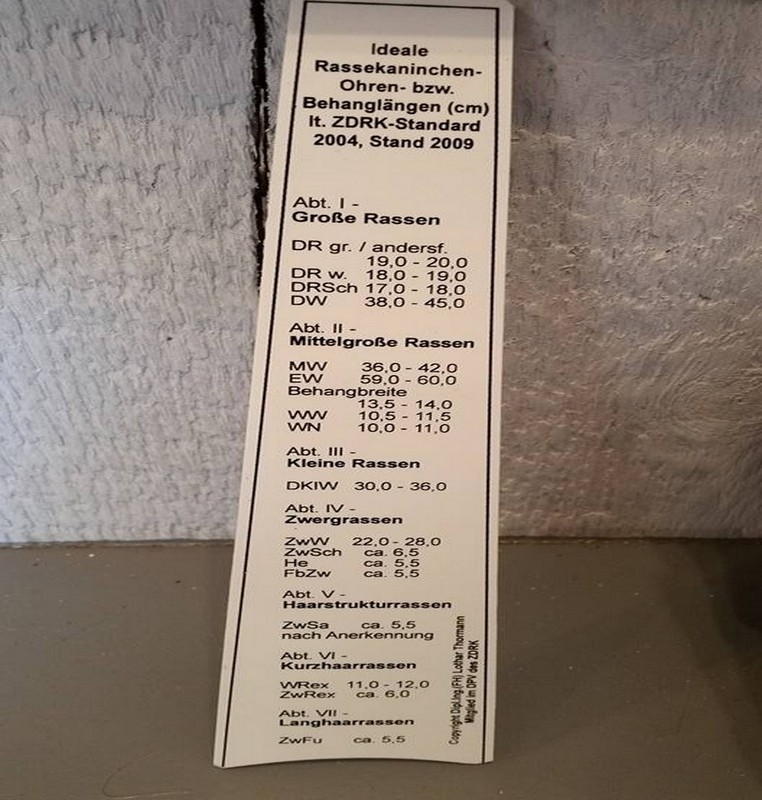 Ideale
Rassekaninchen-
Ohren- bzw.
Behanglängen (cm)
lt. ZDRK-Standard
2004, Stand 2009
Abt. I -
Große Rassen
DR gr. / andersf.
19,0 - 20,0
DR w. 18,0 - 19,0
DRSch 17,0 - 18,0
DW 38,0 - 45,0
Abt. II -
Mittelgroße Rassen
MW 36,0 - 42,0
EW 59,0 - 60,0
Behangbreite
13,5 - 14,0
WW 10,5 - 11,5
WN 10,0 - 11,0
Abt. III -
Kleine Rassen
DKlW 30,0 - 36,0
Abt. IV -
Zwergrassen
ZwW 22,0 - 28,0
ZwSch ca. 6,5
He ca. 5,5
FbZw ca. 5,5
Abt. V -
Haarstrukturrassen
ZwSa ca. 5,5
nach Anerkennung
Abt. VI -
Kurzhaarrassen
WRex 11,0 - 12,0
ZwRex ca. 6,0
Abt. VII -
Langhaarrassen
ZwFu ca. 5,5
Copyright Dipl.Ing.(FH) Lothar Thormann
Mitglied im DPV des ZDRK